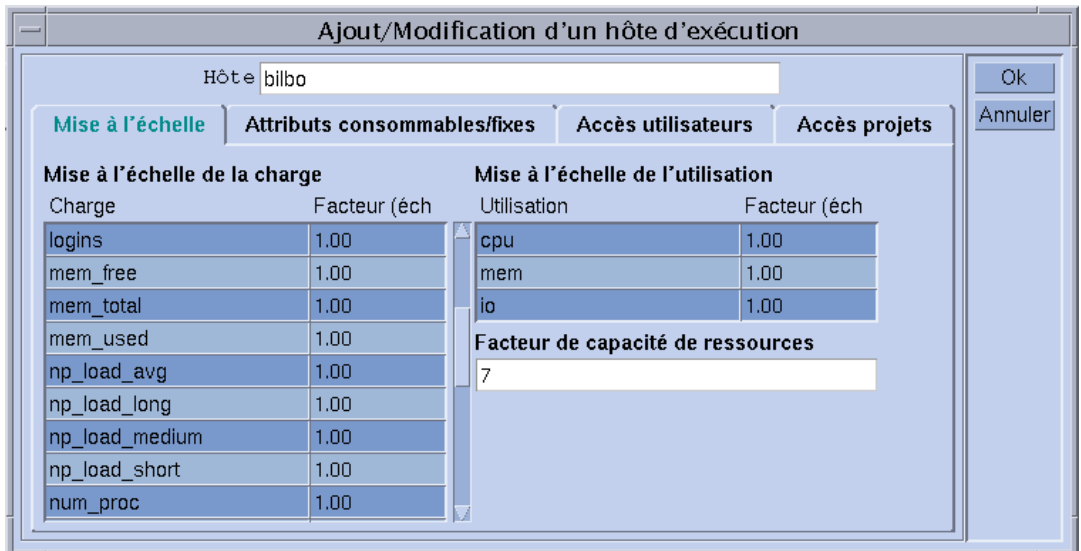 Ajout/Modification d'un hôte d'exécution
Hôte bilbo
Ok
Annuler
Mise à l'échelle Attributs consommables/fixes Accès utilisateurs Accès projets
Mise à l'échelle de la charge
Charge Facteur (éch
logins 1.00
mem_free 1.00
mem_total 1.00
mem_used 1.00
np_load_avg 1.00
np_load_long 1.00
np_load_medium 1.00
np_load_short 1.00
num_proc 1.00
Mise à l'échelle de l'utilisation
Utilisation Facteur (éch
cpu 1.00
mem 1.00
io 1.00
Facteur de capacité de ressources
7